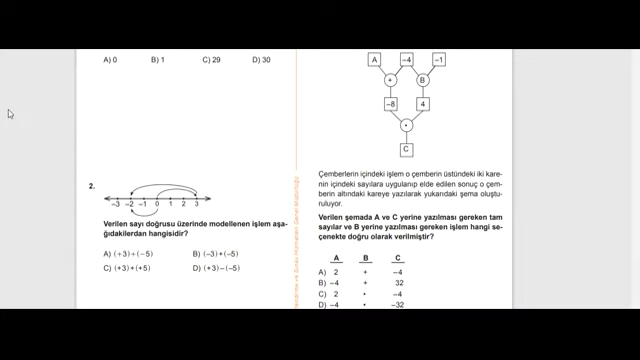 A) 0 B) 1 C) 29 D) 30
2.
–3 –2 –1 0 1 2 3
Verilen sayı doğrusu üzerinde modellenen işlem aşa-
ğıdakilerden hangisidir?
A) (+3)+(–5) B) (–3)+(–5)
C) (+3)+(+5) D) (+3)–(–5)
A –4 –1
+ B
–8 4
•
C
Çemberlerin içindeki işlem o çemberin üstündeki iki kare-
nin içindeki sayılara uygulanıp elde edilen sonuç o çem-
berin altındaki kareye yazılarak yukarıdaki şema oluştu-
ruluyor.
Verilen şemada A ve C yerine yazılması gereken tam
sayılar ve B yerine yazılması gereken işlem hangi se-
çenekte doğru olarak verilmiştir?
A B C
A) 2 + –4
B) –4 + 32
C) 2 • –4
D) –4 • –32